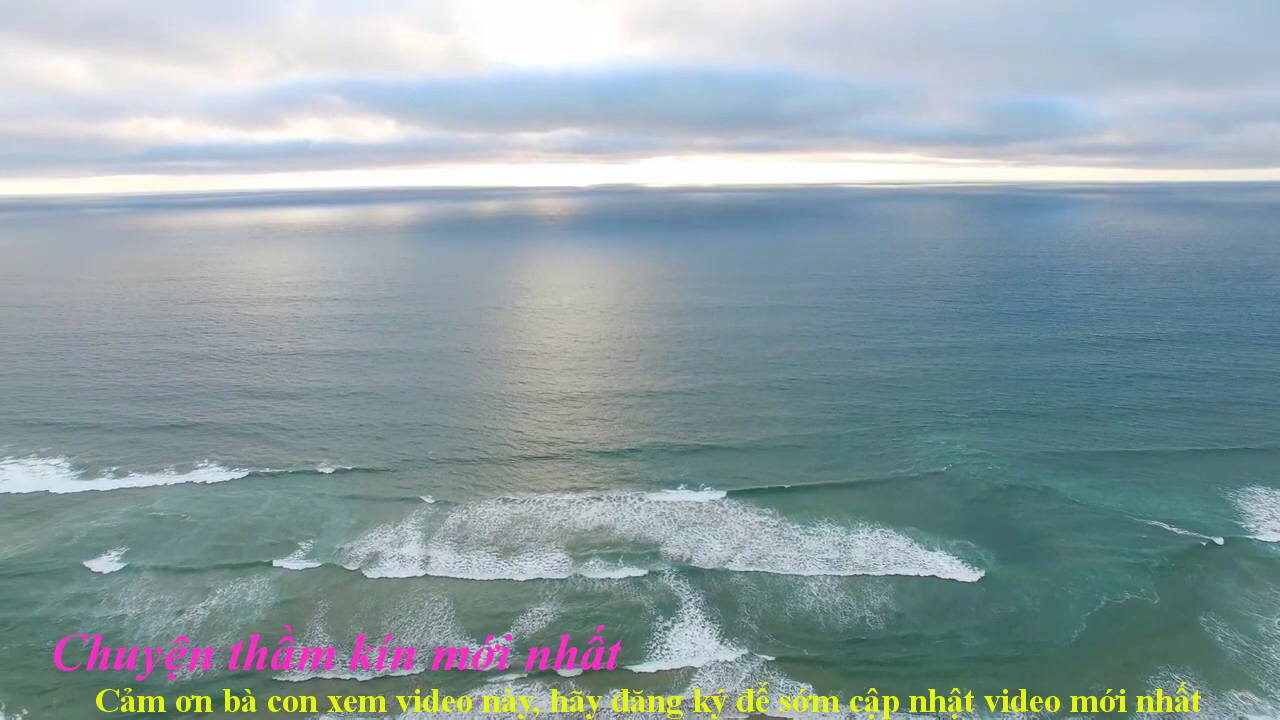 Chuyện thầm kín mới nhất
Cảm ơn bà con xem video này, hãy đăng ký để sớm cập nhật video mới nhất